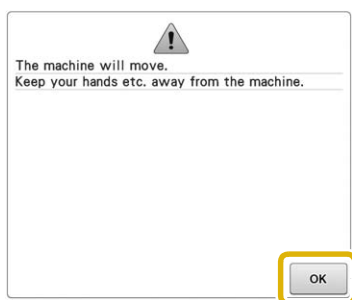 The machine will move.
Keep your hands etc. away from the machine.
OK